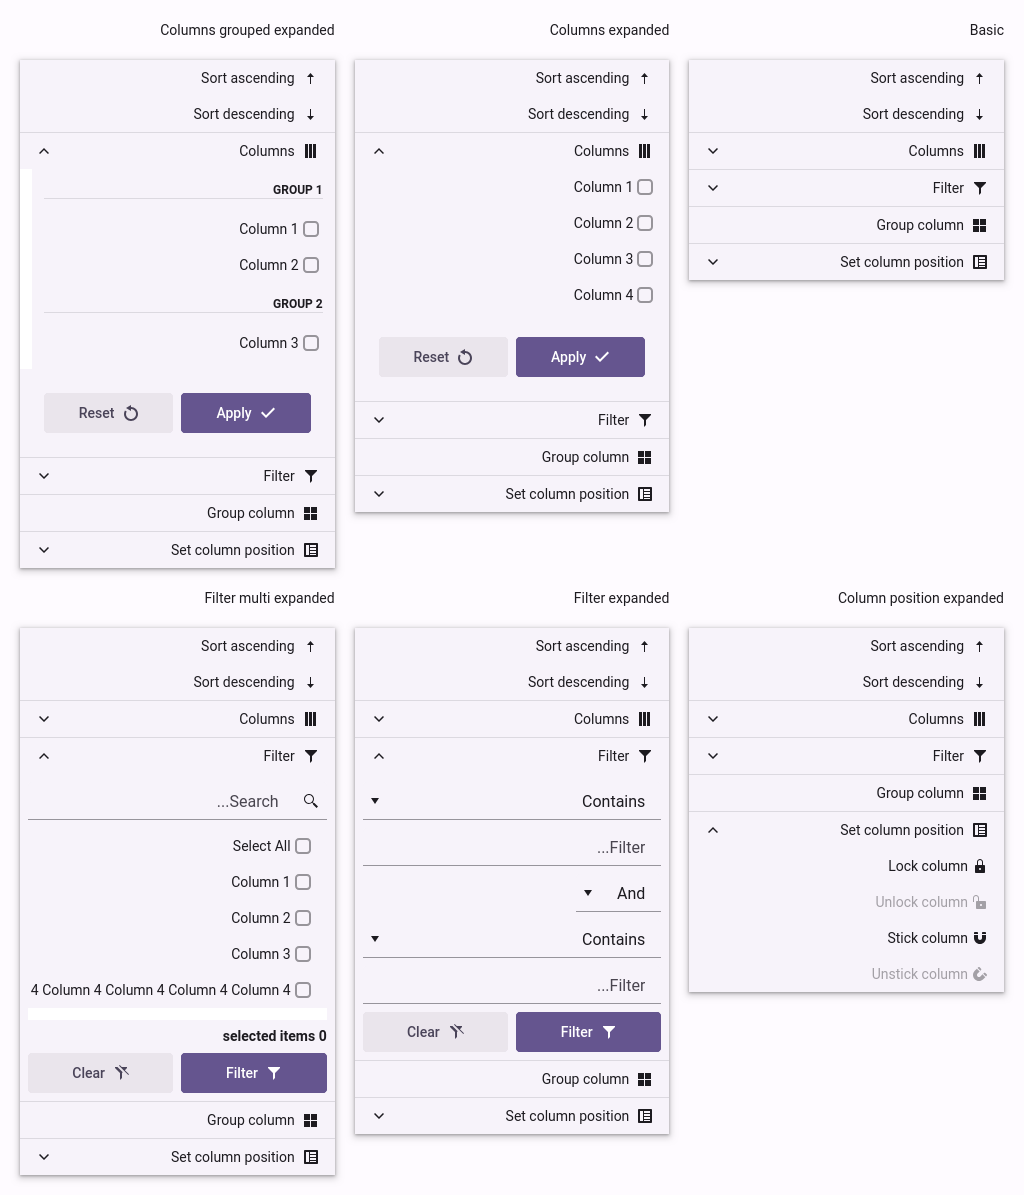 Basic
Sort ascending
Sort descending
Columns
Filter
Group column
Set column position
Columns expanded
Sort ascending
Sort descending
Columns
Column 1
Column 2
Column 3
Column 4
Apply
Reset
Filter
Group column
Set column position
Columns grouped expanded
Sort ascending
Sort descending
Columns
GROUP 1
Column 1
Column 2
GROUP 2
Column 3
Apply
Reset
Filter
Group column
Set column position
Column position expanded
Sort ascending
Sort descending
Columns
Filter
Group column
Set column position
Lock column
Unlock column
Stick column
Unstick column
Filter expanded
Sort ascending
Sort descending
Columns
Filter
Contains
...Filter
And
Contains
...Filter
Filter
Clear
Group column
Set column position
Filter multi expanded
Sort ascending
Sort descending
Columns
Filter
...Search
Select All
Column 1
Column 2
Column 3
4 Column 4 Column 4 Column 4 Column 4
selected items 0
Filter
Clear
Group column
Set column position